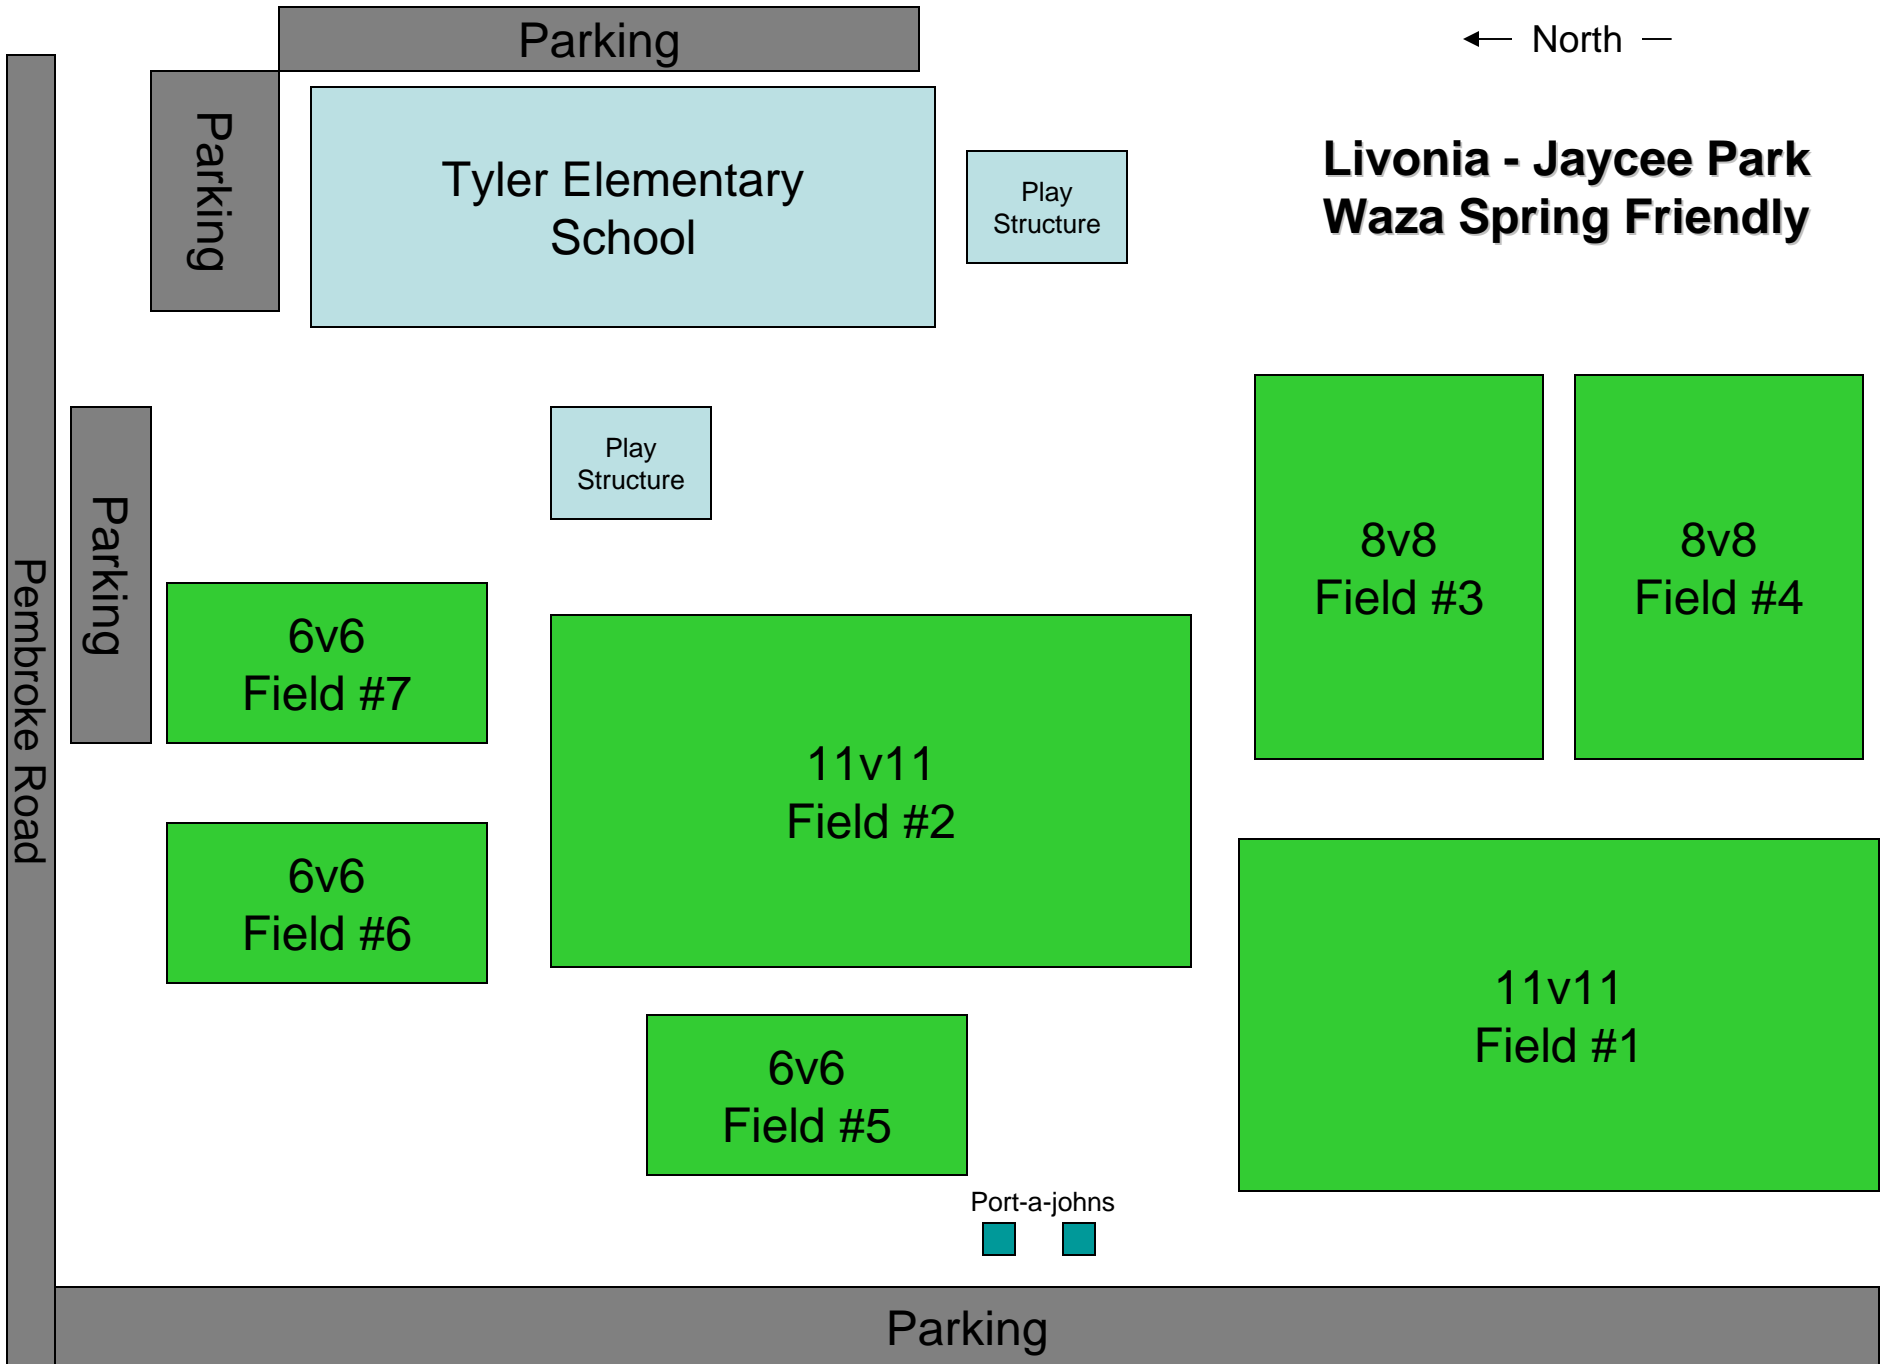 Parking
North
Livonia - Jaycee Park
Waza Spring Friendly
Parking
Tyler Elementary
School
Play
Structure
Play
Structure
Parking
Pembroke Road
8v8
Field #3
8v8
Field #4
6v6
Field #7
11v11
Field #2
6v6
Field #6
11v11
Field #1
6v6
Field #5
Port-a-johns
Parking